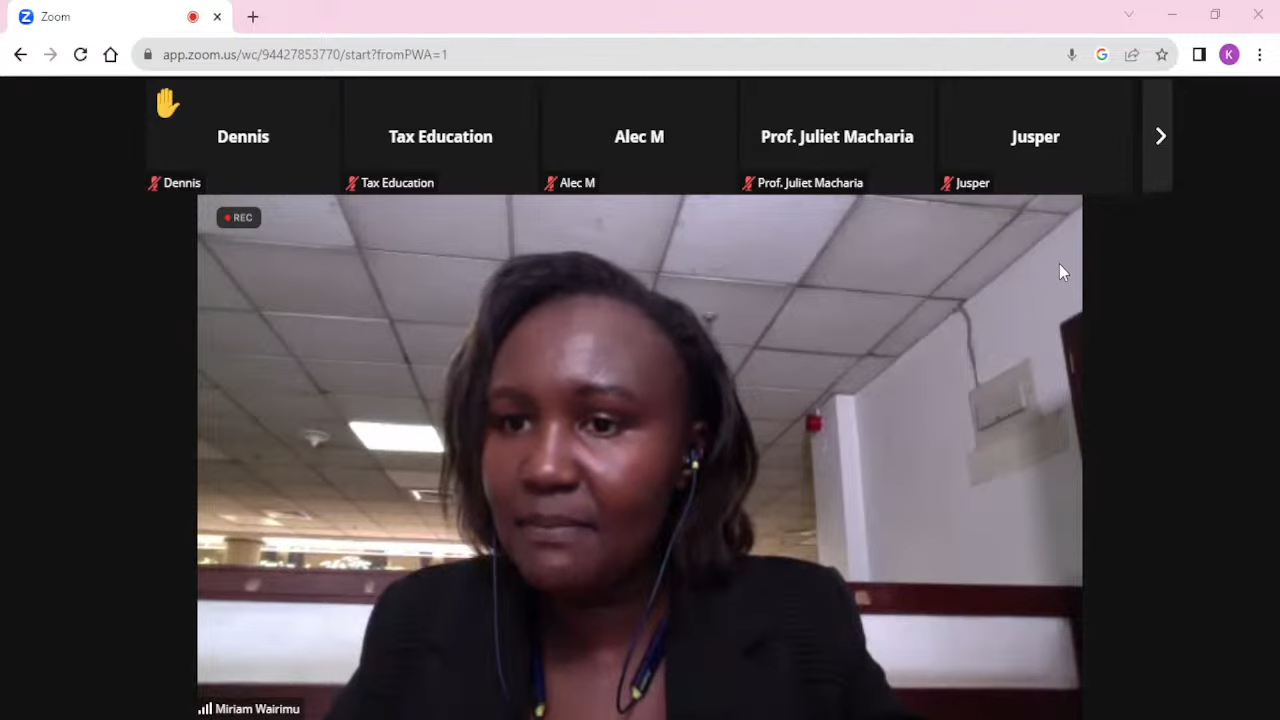 Zoom
app.zoom.us/wc/94427853770/start?fromPWA=1
K
Dennis
Tax Education
Alec M
Prof. Juliet Macharia
Jusper
Dennis
Tax Education
Alec M
Prof. Juliet Macharia
Jusper
REC
Miriam Wairimu